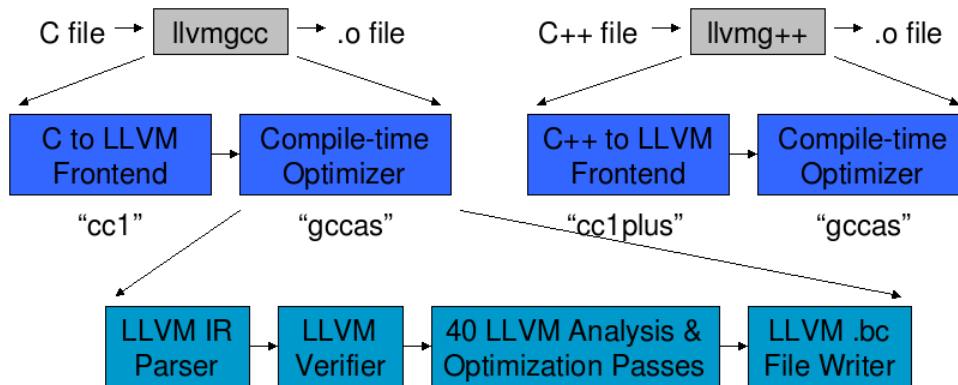 C file
llvmgcc
.o file
C++ file
llvmg++
.o file
C to LLVM
Frontend
Compile-time
Optimizer
C++ to LLVM
Frontend
Compile-time
Optimizer
“cc1”
“gccas”
“cc1plus”
“gccas”
LLVM IR
Parser
LLVM
Verifier
40 LLVM Analysis &
Optimization Passes
LLVM .bc
File Writer